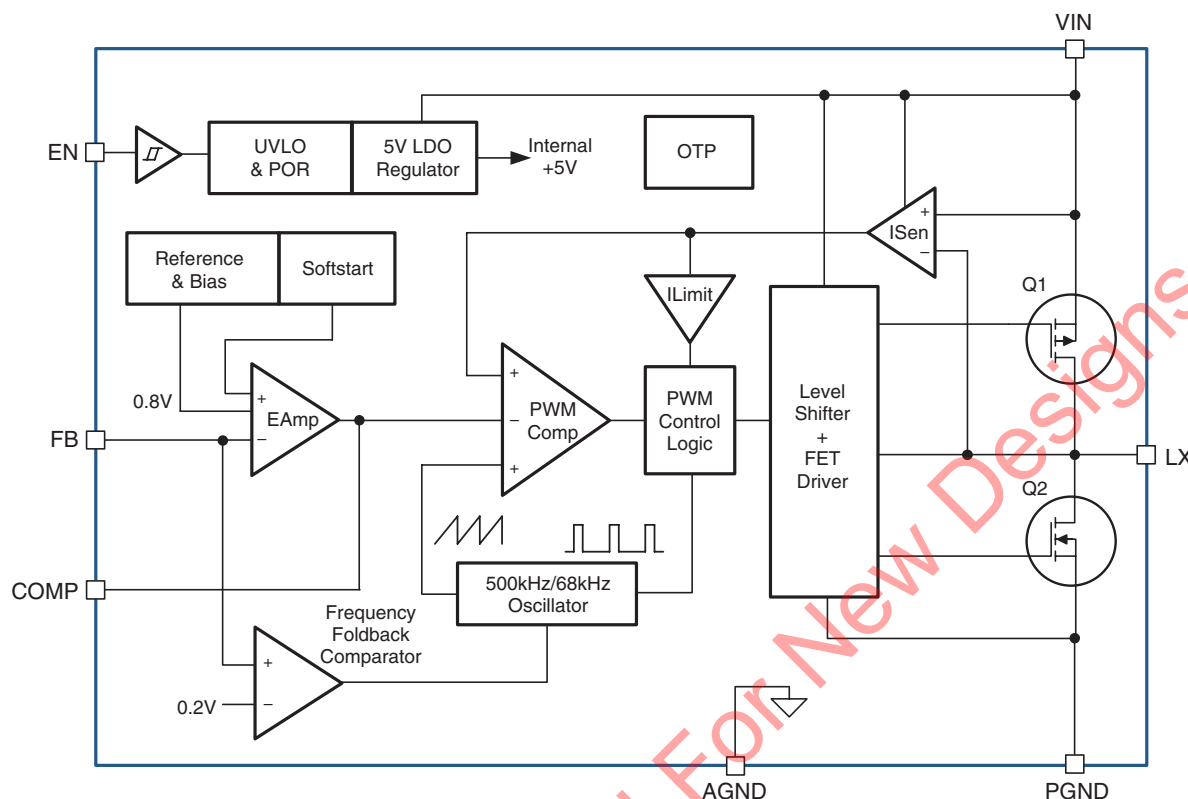 VIN
EN
UVLO
& POR
5V LDO
Regulator
Internal
+5V
OTP
Reference
& Bias
Softstart
ISen
+
−
ILimit
Q1
0.8V
+
EAmp
−
FB
+
−
+
PWM
Comp
PWM
Control
Logic
Level
Shifter
+
FET
Driver
LX
Q2
COMP
500kHz/68kHz
Oscillator
Frequency
Foldback
Comparator
+
−
0.2V
AGND
PGND
For New Designs